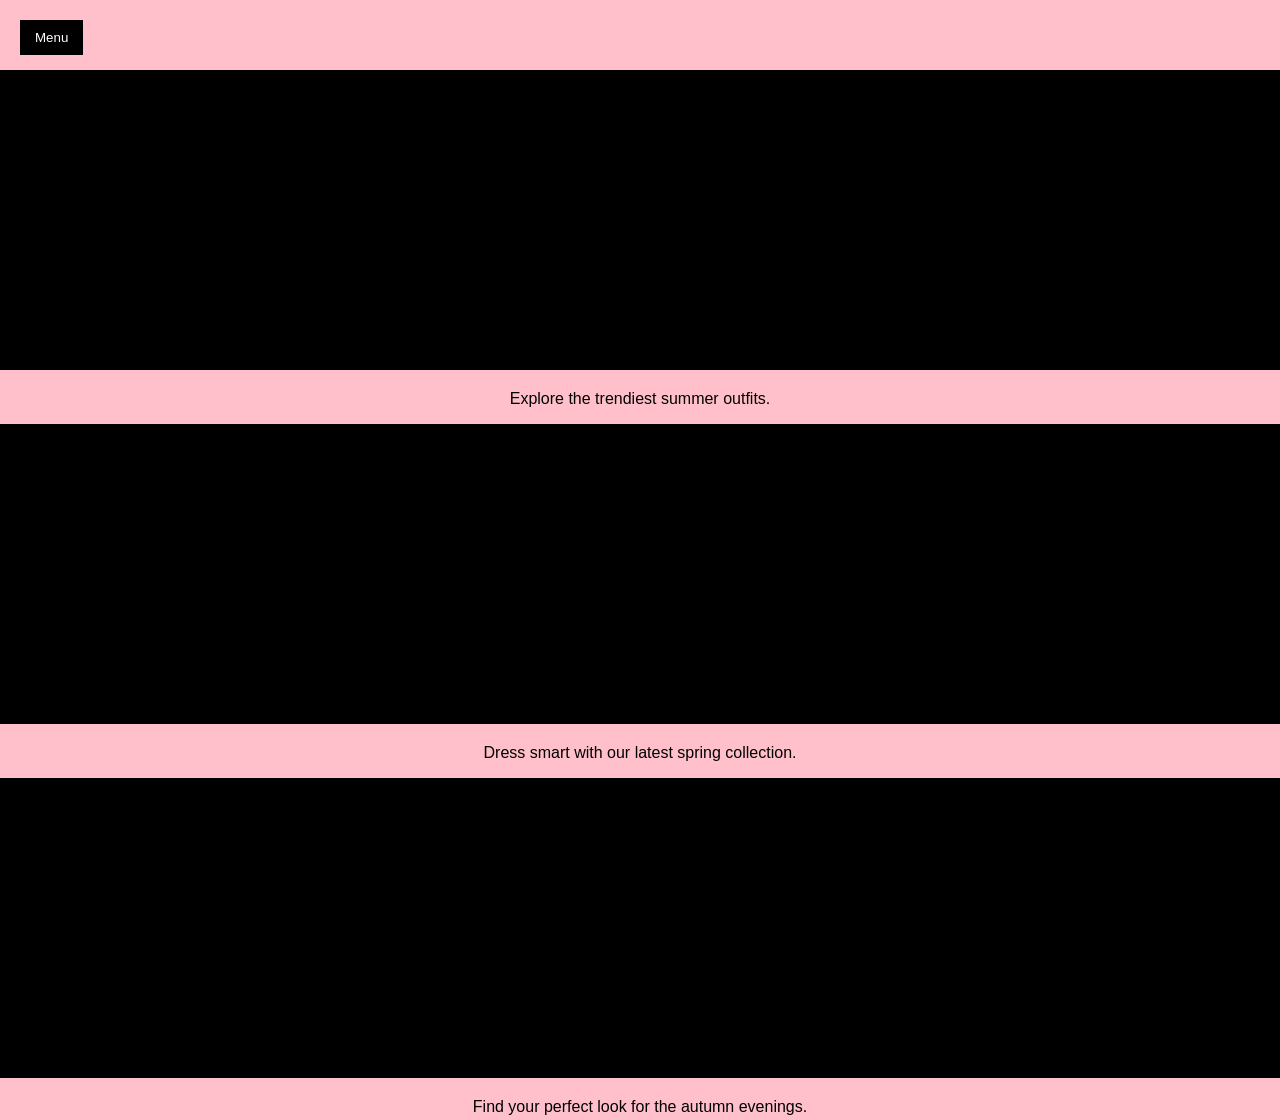 Menu
Explore the trendiest summer outfits.
Dress smart with our latest spring collection.
Find your perfect look for the autumn evenings.